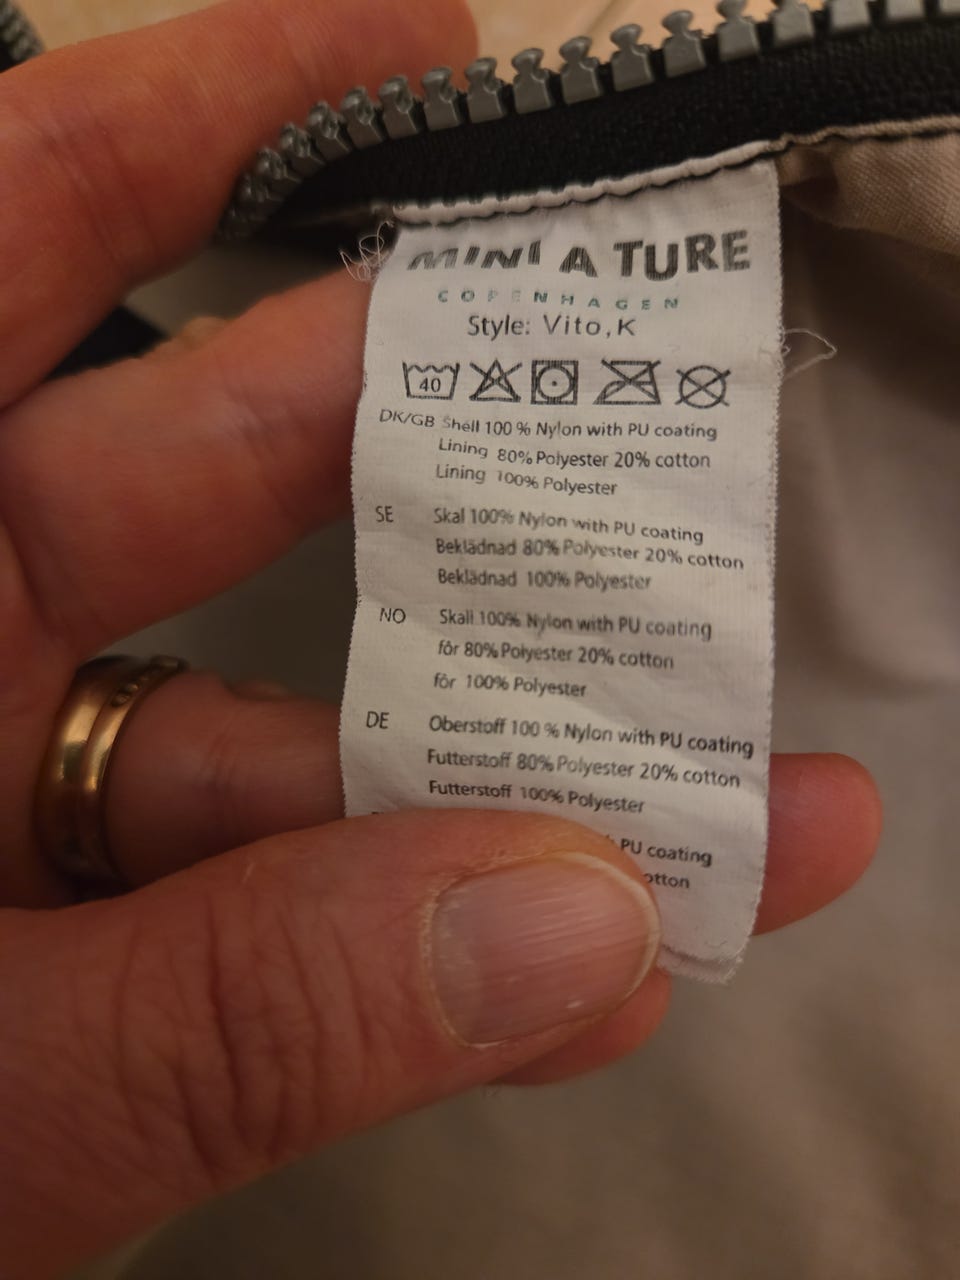 MINI A TURE
COPENHAGEN
Style: Vito,K
40
DK/GB Shell 100 % Nylon with PU coating
Lining 80% Polyester 20% cotton
Lining 100% Polyester
SE Skal 100% Nylon with PU coating
Beklädnad 80% Polyester 20% cotton
Beklädnad 100% Polyester
NO Skall 100% Nylon with PU coating
fôr 80% Polyester 20% cotton
fôr 100% Polyester
DE Oberstoff 100 % Nylon with PU coating
Futterstoff 80% Polyester 20% cotton
Futterstoff 100% Polyester
PU coating
otton